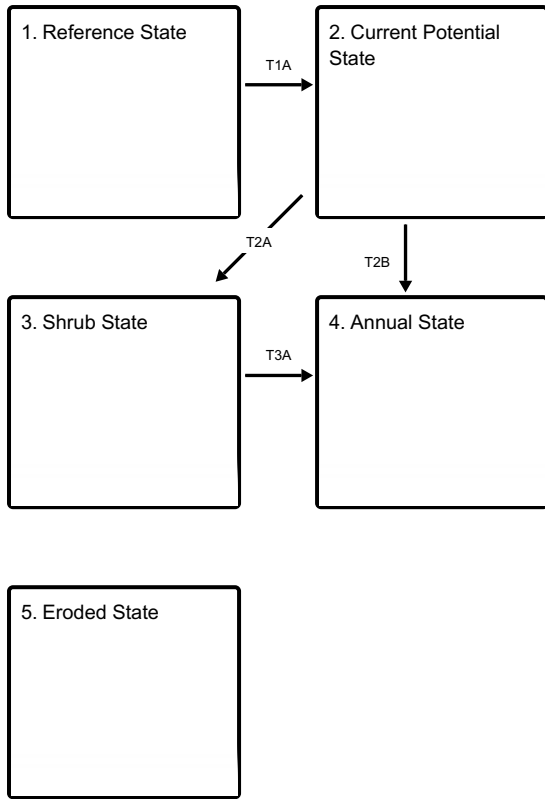 1. Reference State
T1A
2. Current Potential
State
T2A
T2B
3. Shrub State
T3A
4. Annual State
5. Eroded State